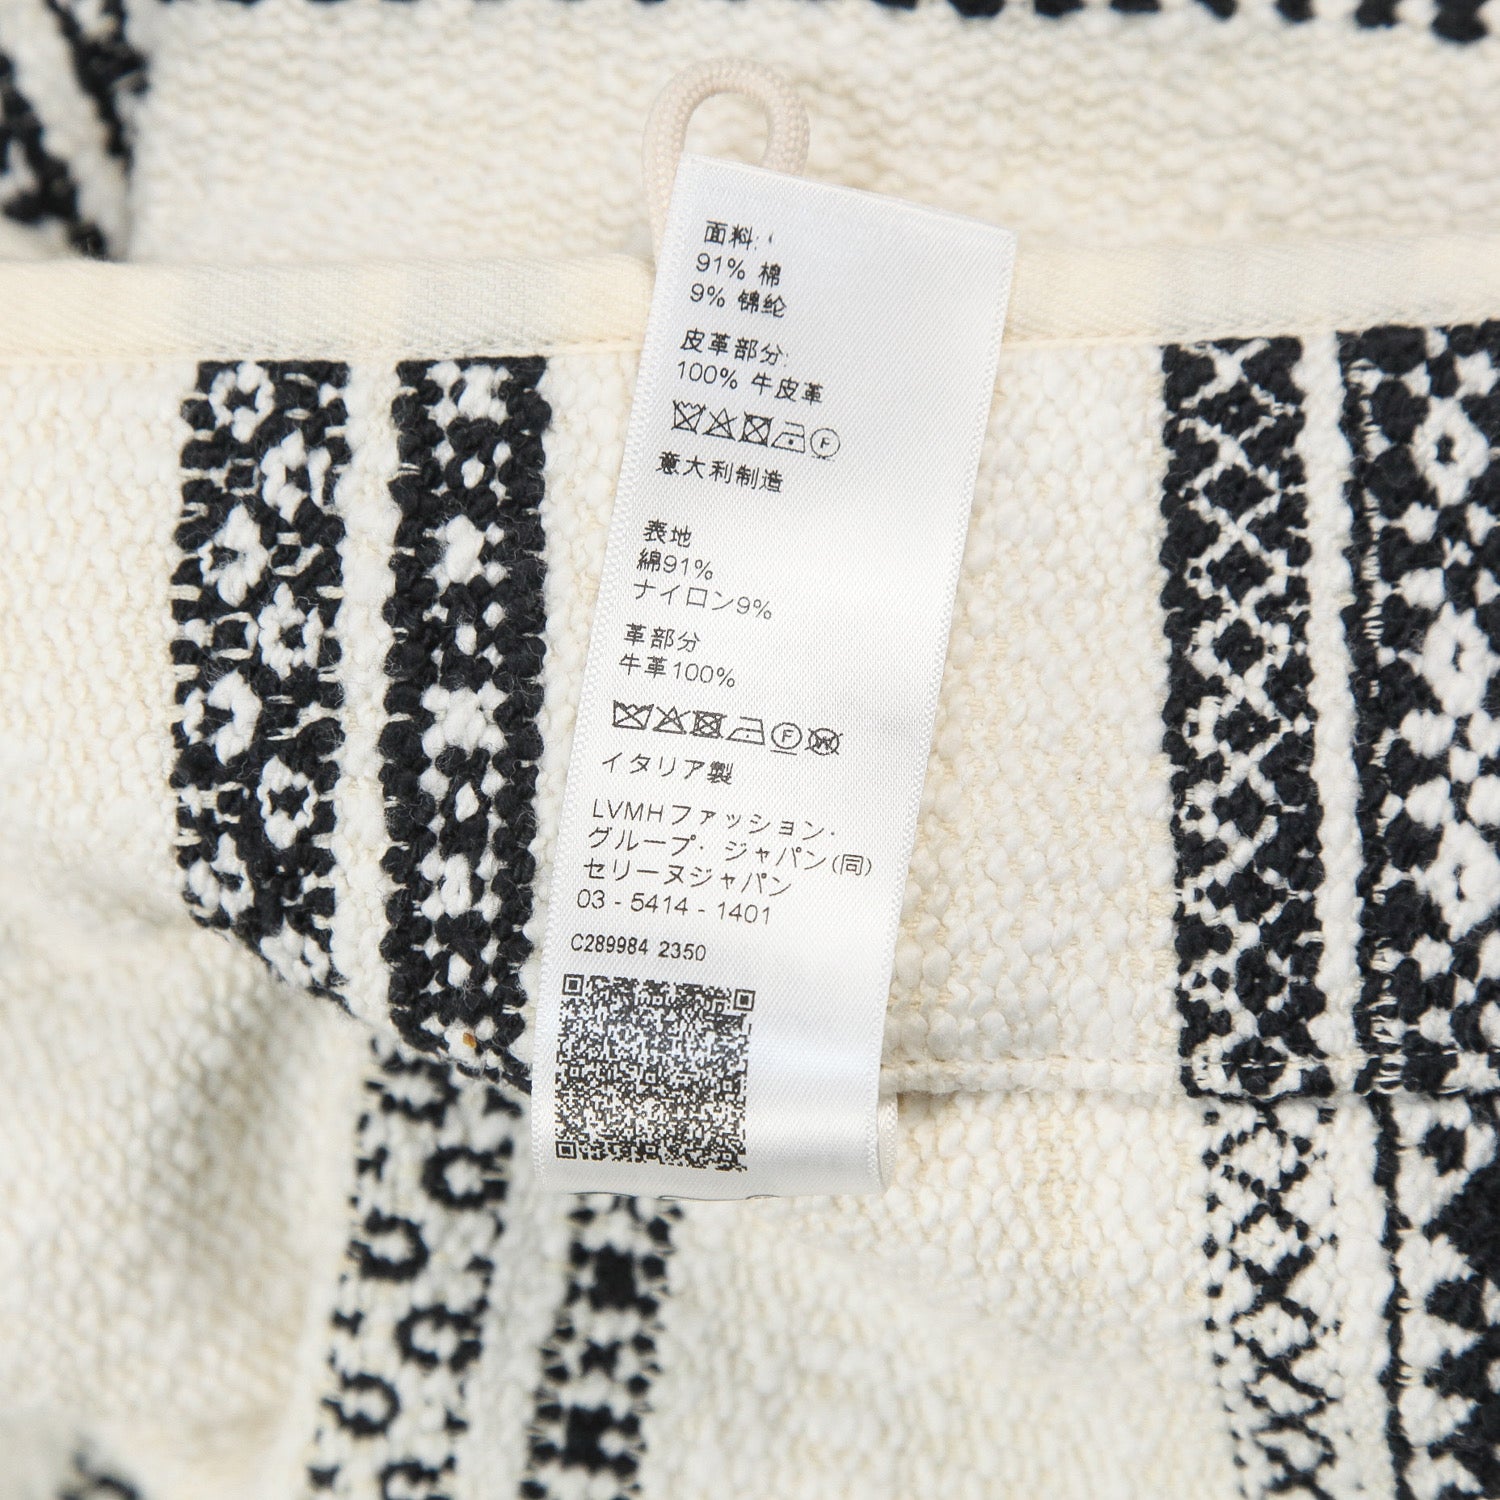 面料:
91% 棉
9% 锦纶
皮革部分:
100% 牛皮革
F
意大利制造
表地
綿91%
ナイロン9%
革部分
牛革100%
F W
イタリア製
LVMHファッション・
グループ・ジャパン(同)
セリーヌジャパン
03 - 5414 - 1401
C289984 2350